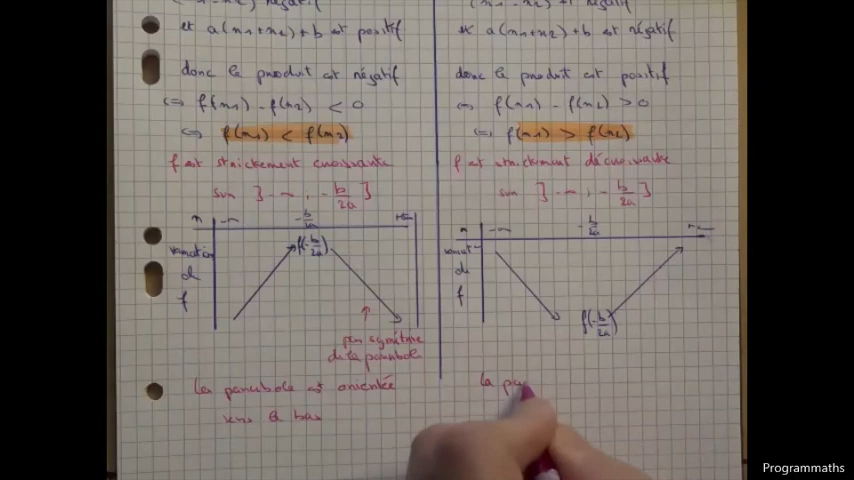 négatif
et a(x1+x2)+b est positif
donc le produit est négatif
<=> f(x1) - f(x2) < 0
<=> f(x1) < f(x2)
f est strictement croissante
sur ]-∞, -b/2a]
x -∞ -b/2a +∞
variation f(-b/2a)
de
f
par symétrie
de la parabole
La parabole est orientée
vers le bas
négatif
et a(x1+x2)+b est négatif
donc le produit est positif
<=> f(x1) - f(x2) > 0
<=> f(x1) > f(x2)
f est strictement décroissante
sur ]-∞, -b/2a]
x -∞ -b/2a +∞
variat°
de
f f(-b/2a)
La pa
Programmaths